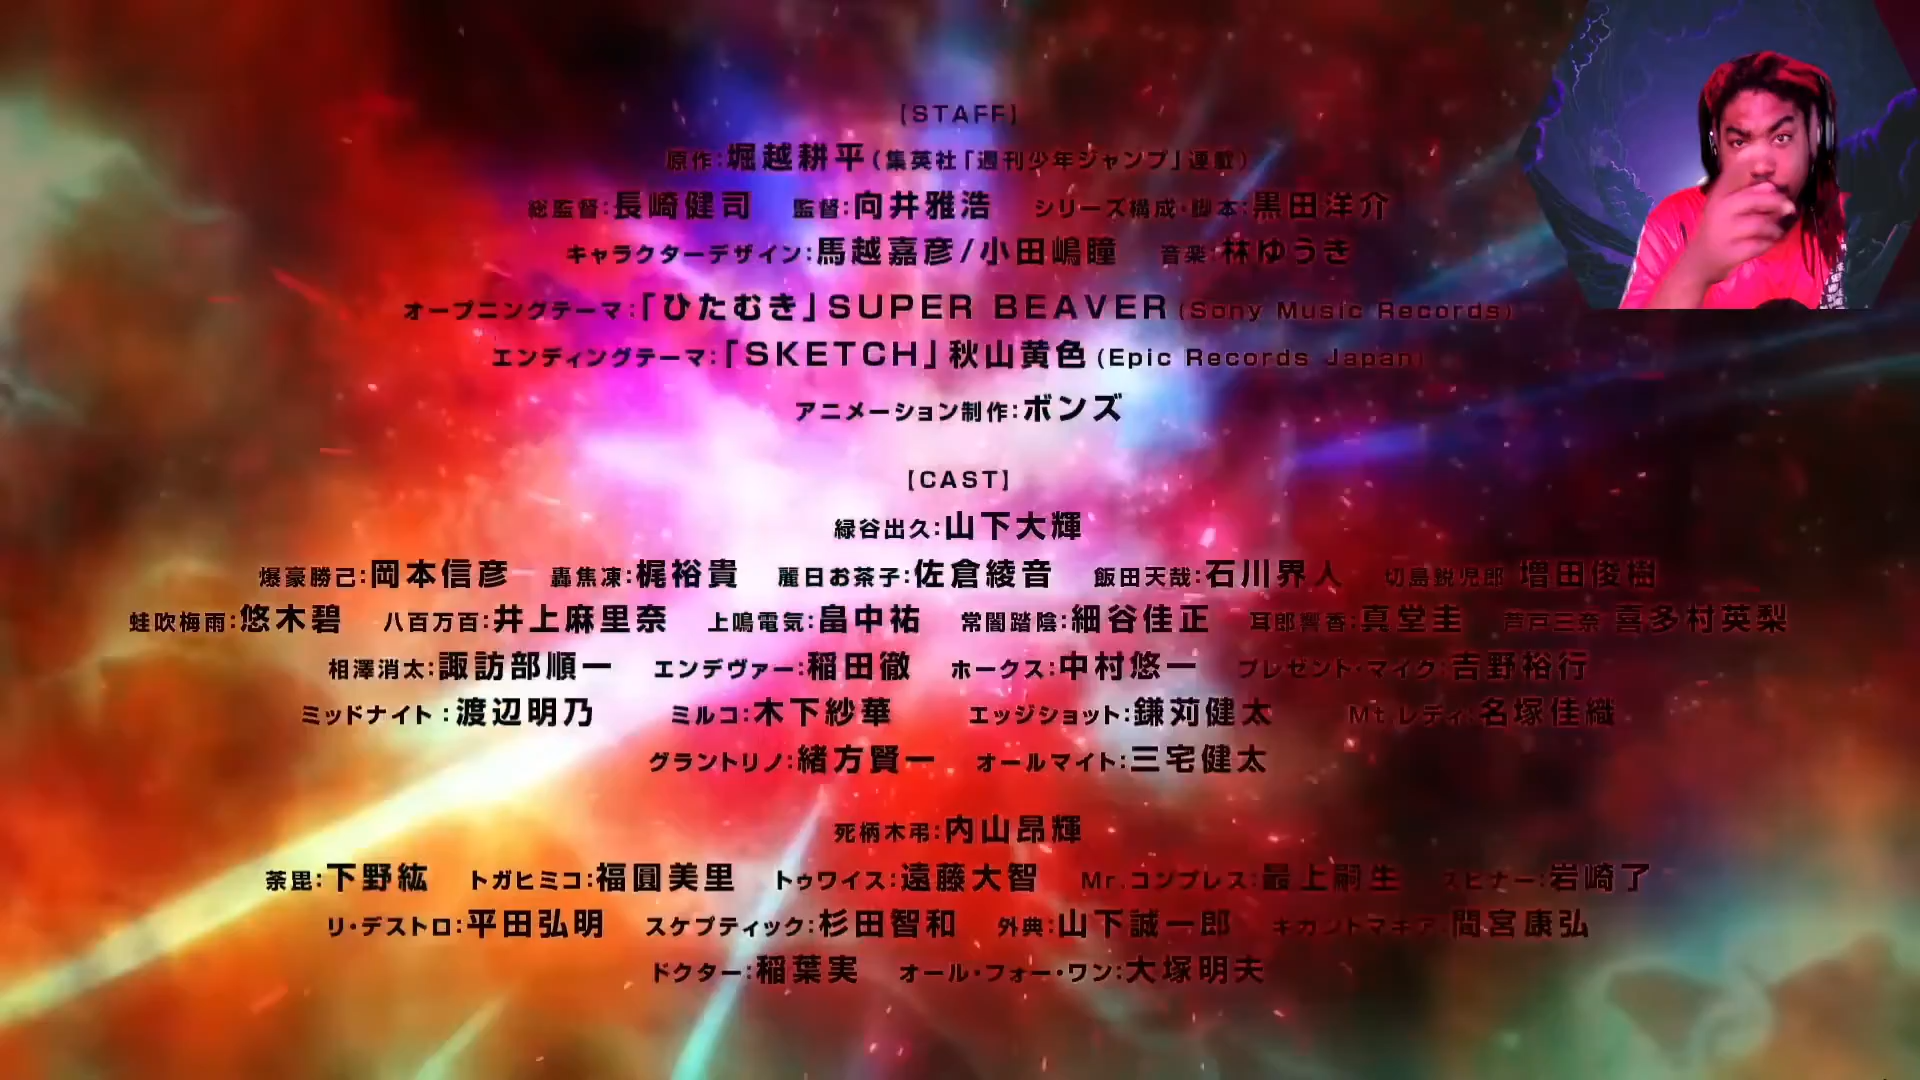 [STAFF]
原作:堀越耕平(集英社「週刊少年ジャンプ」連載)
総監督:長崎健司 監督:向井雅浩 シリーズ構成・脚本:黒田洋介
キャラクターデザイン:馬越嘉彦/小田嶋瞳 音楽:林ゆうき
オープニングテーマ:「ひたむき」SUPER BEAVER(Sony Music Records)
エンディングテーマ:「SKETCH」秋山黄色(Epic Records Japan)
アニメーション制作:ボンズ
[CAST]
緑谷出久:山下大輝
爆豪勝己:岡本信彦 轟焦凍:梶裕貴 麗日お茶子:佐倉綾音 飯田天哉:石川界人 切島鋭児郎:増田俊樹
蛙吹梅雨:悠木碧 八百万百:井上麻里奈 上鳴電気:畠中祐 常闇踏陰:細谷佳正 耳郎響香:真堂圭 芦戸三奈:喜多村英梨
相澤消太:諏訪部順一 エンデヴァー:稲田徹 ホークス:中村悠一 プレゼント・マイク:吉野裕行
ミッドナイト:渡辺明乃 ミルコ:木下紗華 エッジショット:鎌苅健太 Mt.レディ:名塚佳織
グラントリノ:緒方賢一 オールマイト:三宅健太
死柄木弔:内山昂輝
荼毘:下野紘 トガヒミコ:福圓美里 トゥワイス:遠藤大智 Mr.コンプレス:最上嗣生 スピナー:岩崎了
リ・デストロ:平田弘明 スケプティック:杉田智和 外典:山下誠一郎 ギガントマキア:間宮康弘
ドクター:稲葉実 オール・フォー・ワン:大塚明夫